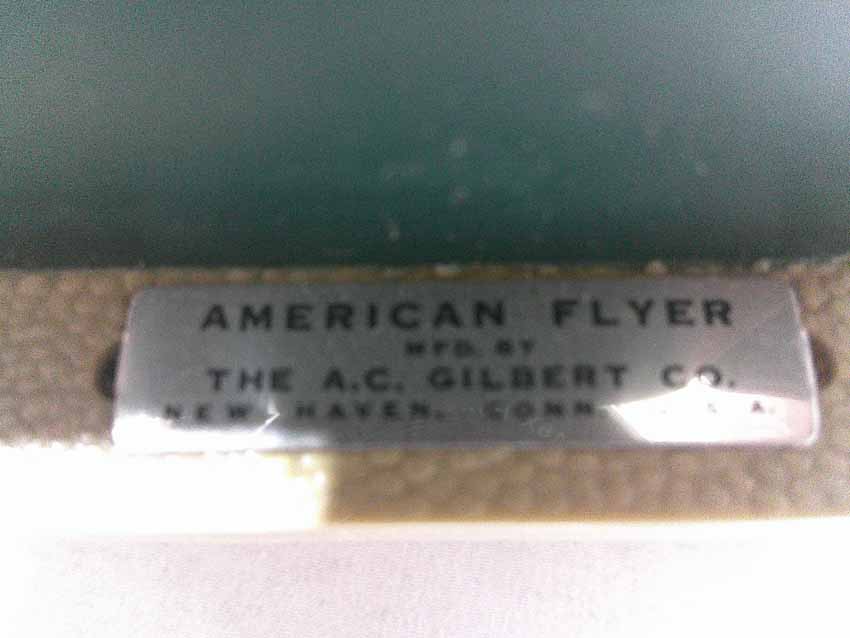 AMERICAN FLYER
MFD. BY
THE A.C. GILBERT CO.
NEW HAVEN, CONN. U.S.A.